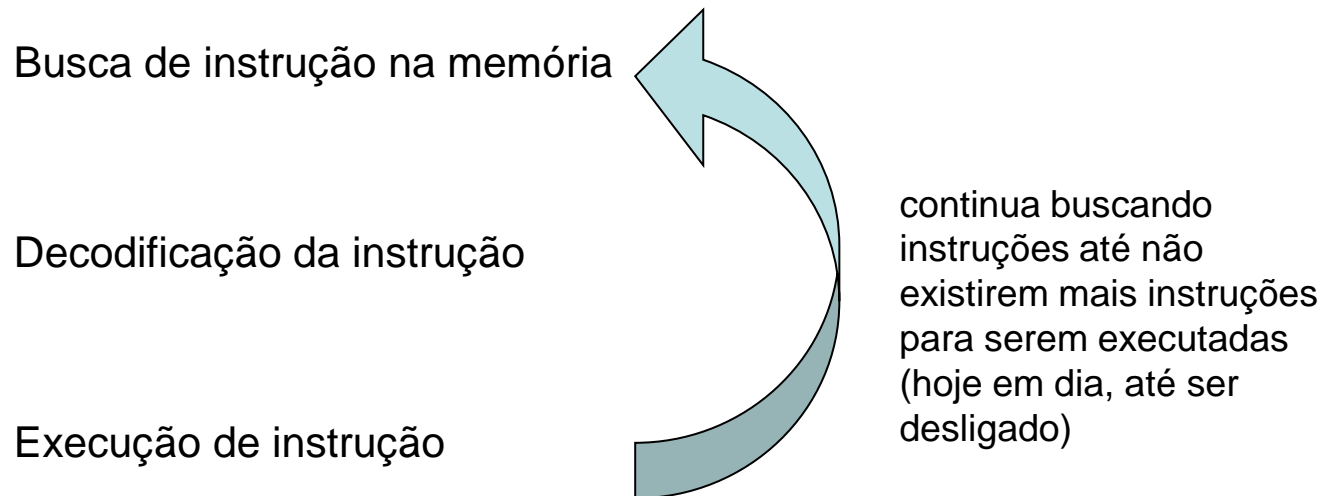 Busca de instrução na memória
Decodificação da instrução
Execução de instrução
continua buscando
instruções até não
existirem mais instruções
para serem executadas
(hoje em dia, até ser
desligado)